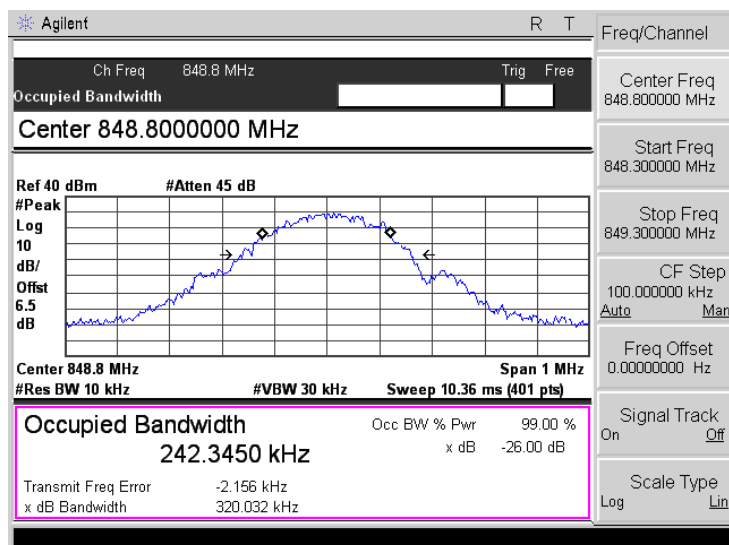 Agilent R T
Freq/Channel
Ch Freq 848.8 MHz Trig Free
Occupied Bandwidth
Center 848.8000000 MHz
Ref 40 dBm #Atten 45 dB
#Peak
Log
10
dB/
Offst
6.5
dB
Center 848.8 MHz Span 1 MHz
#Res BW 10 kHz #VBW 30 kHz Sweep 10.36 ms (401 pts)
Occupied Bandwidth
242.3450 kHz
Occ BW % Pwr 99.00 %
x dB -26.00 dB
Transmit Freq Error -2.156 kHz
x dB Bandwidth 320.032 kHz
Center Freq
848.800000 MHz
Start Freq
848.300000 MHz
Stop Freq
849.300000 MHz
CF Step
100.000000 kHz
Auto Man
Freq Offset
0.00000000 Hz
Signal Track
On Off
Scale Type
Log Lin